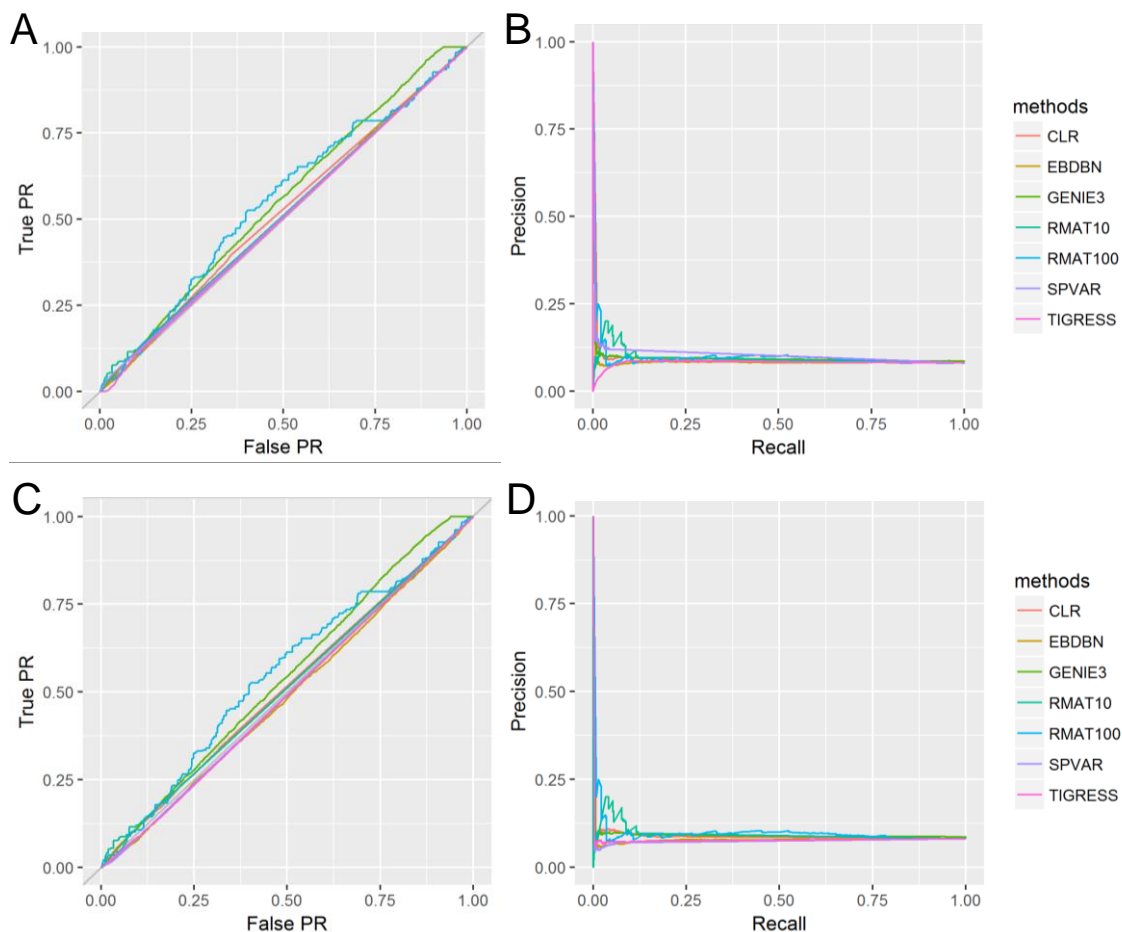 A
1.00
0.75
0.50
0.25
0.00
True PR
0.00 0.25 0.50 0.75 1.00
False PR
B
1.00
0.75
0.50
0.25
0.00
Precision
0.00 0.25 0.50 0.75 1.00
Recall
methods
CLR
EBDBN
GENIE3
RMAT10
RMAT100
SPVAR
TIGRESS
C
1.00
0.75
0.50
0.25
0.00
True PR
0.00 0.25 0.50 0.75 1.00
False PR
D
1.00
0.75
0.50
0.25
0.00
Precision
0.00 0.25 0.50 0.75 1.00
Recall
methods
CLR
EBDBN
GENIE3
RMAT10
RMAT100
SPVAR
TIGRESS